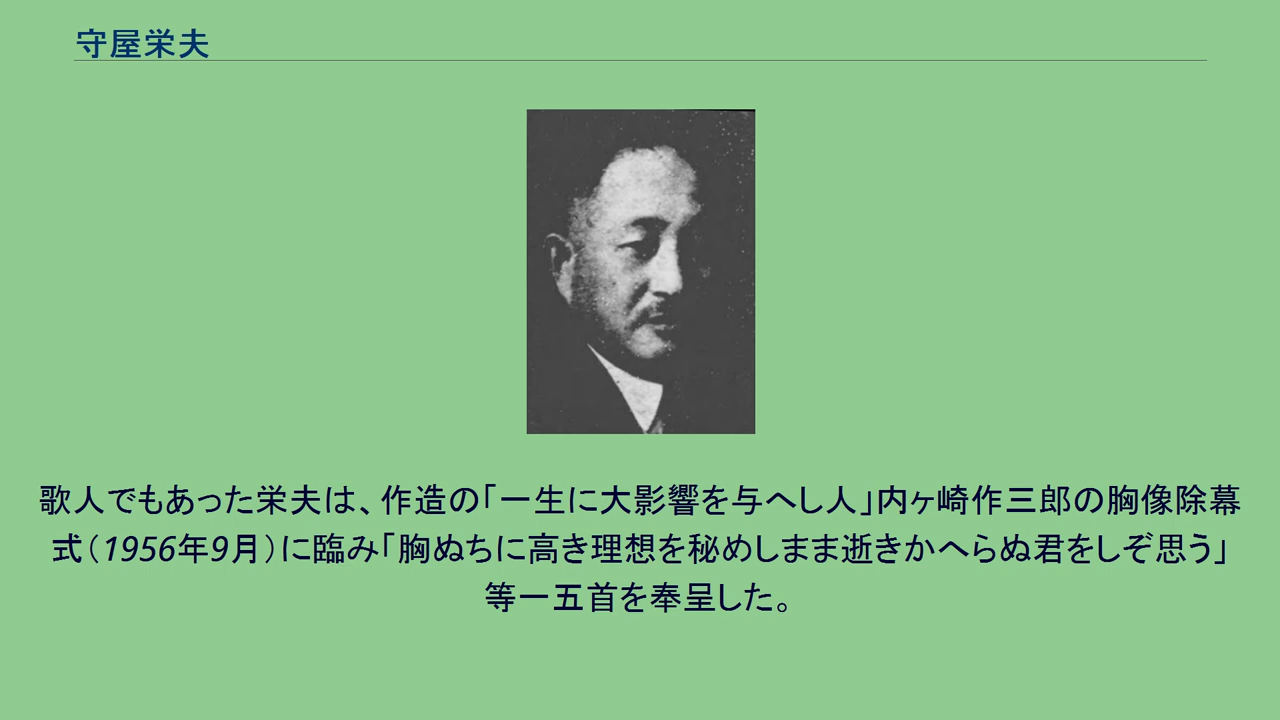 守屋栄夫
歌人でもあった栄夫は、作造の「一生に大影響を与へし人」内ヶ崎作三郎の胸像除幕
式（1956年9月）に臨み「胸ぬちに高き理想を秘めしまま逝きかへらぬ君をしぞ思う」
等一五首を奉呈した。